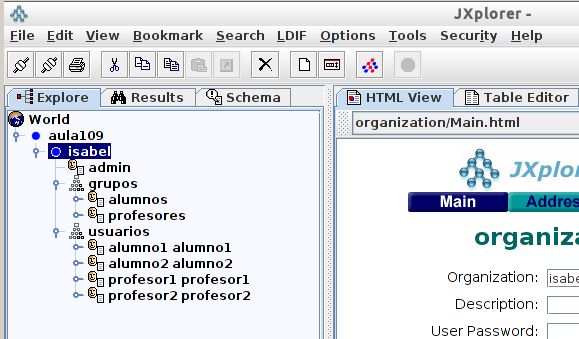 JXplorer -
File Edit View Bookmark Search LDIF Options Tools Security Help
Explore Results Schema
HTML View Table Editor
World
aula109
isabel
admin
grupos
alumnos
profesores
usuarios
alumno1 alumno1
alumno2 alumno2
profesor1 profesor1
profesor2 profesor2
organization/Main.html
JXplor
Main Addres
organiza
Organization: isabe
Description:
User Password: